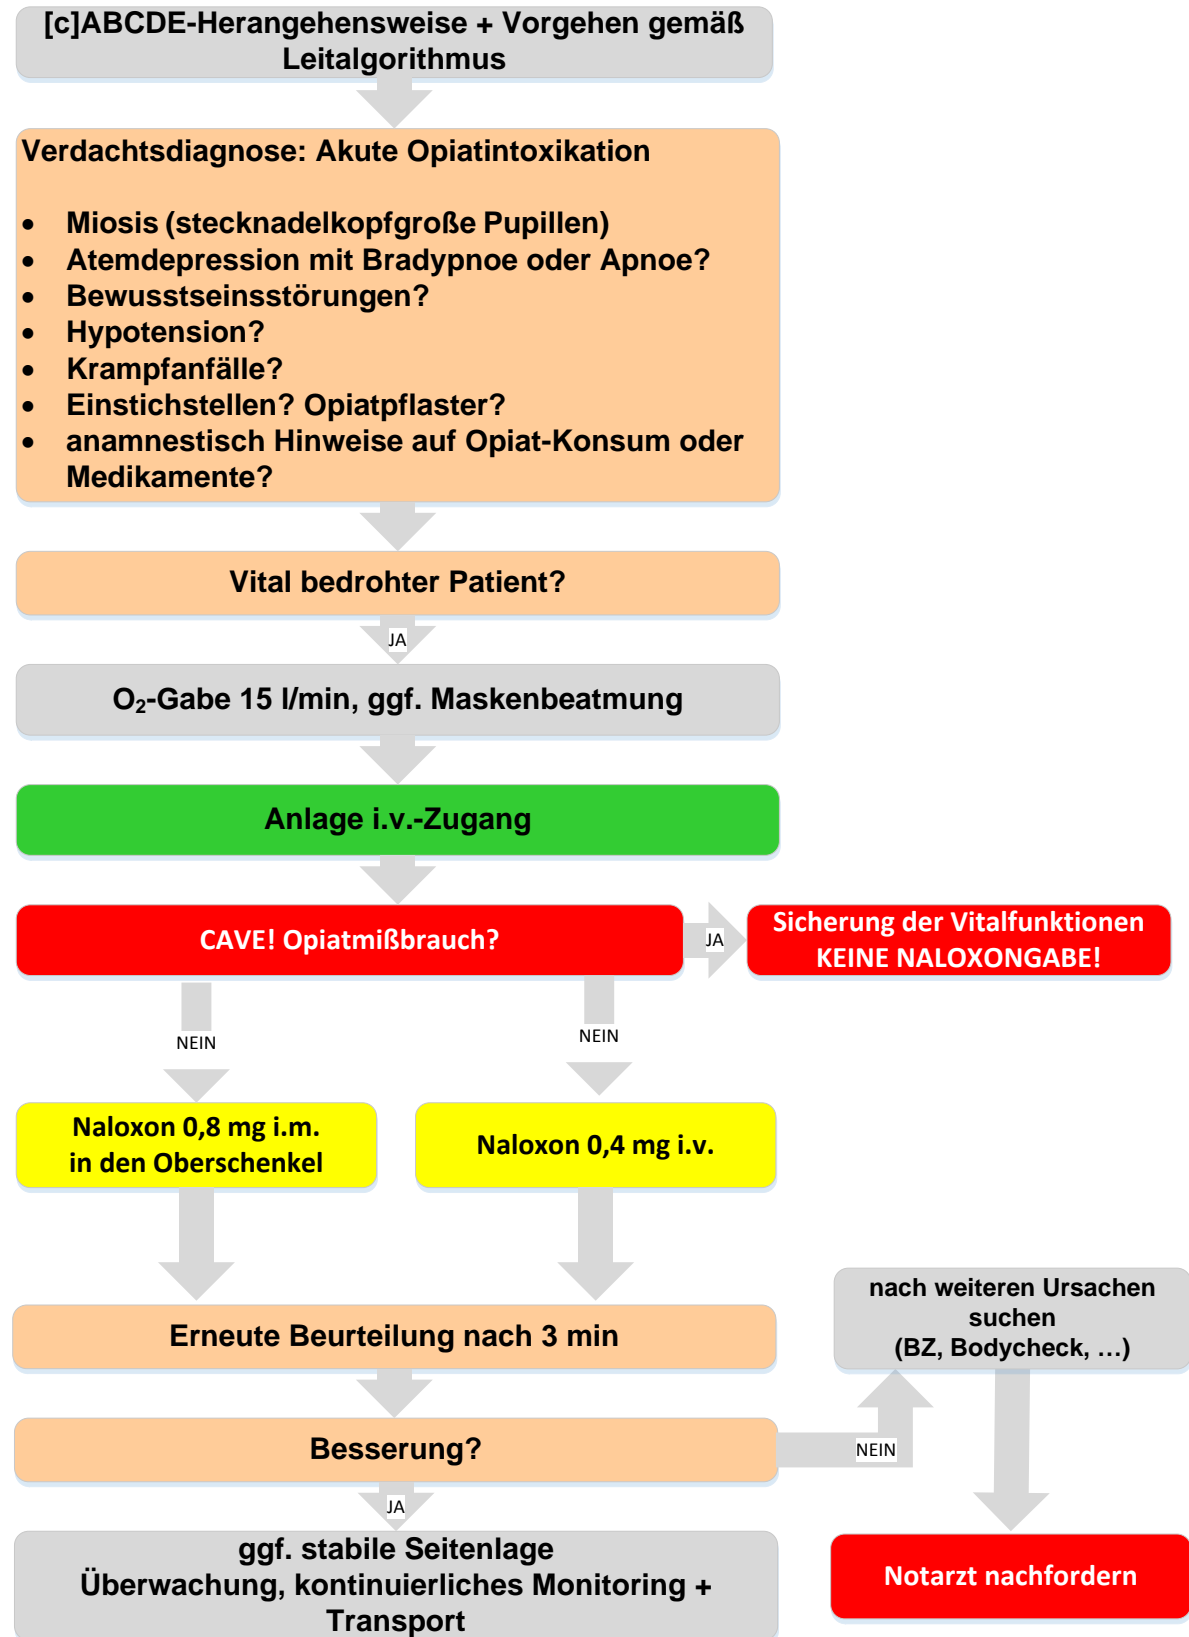 [c]ABCDE-Herangehensweise + Vorgehen gemäß
Leitalgorithmus
Verdachtsdiagnose: Akute Opiatintoxikation
• Miosis (stecknadelkopfgroße Pupillen)
• Atemdepression mit Bradypnoe oder Apnoe?
• Bewusstseinsstörungen?
• Hypotension?
• Krampfanfälle?
• Einstichstellen? Opiatpflaster?
• anamnestisch Hinweise auf Opiat-Konsum oder
Medikamente?
Vital bedrohter Patient?
JA
O₂-Gabe 15 l/min, ggf. Maskenbeatmung
Anlage i.v.-Zugang
CAVE! Opiatmißbrauch?
JA
Sicherung der Vitalfunktionen
KEINE NALOXONGABE!
NEIN
NEIN
Naloxon 0,8 mg i.m.
in den Oberschenkel
Naloxon 0,4 mg i.v.
Erneute Beurteilung nach 3 min
Besserung?
NEIN
nach weiteren Ursachen
suchen
(BZ, Bodycheck, …)
Notarzt nachfordern
JA
ggf. stabile Seitenlage
Überwachung, kontinuierliches Monitoring +
Transport